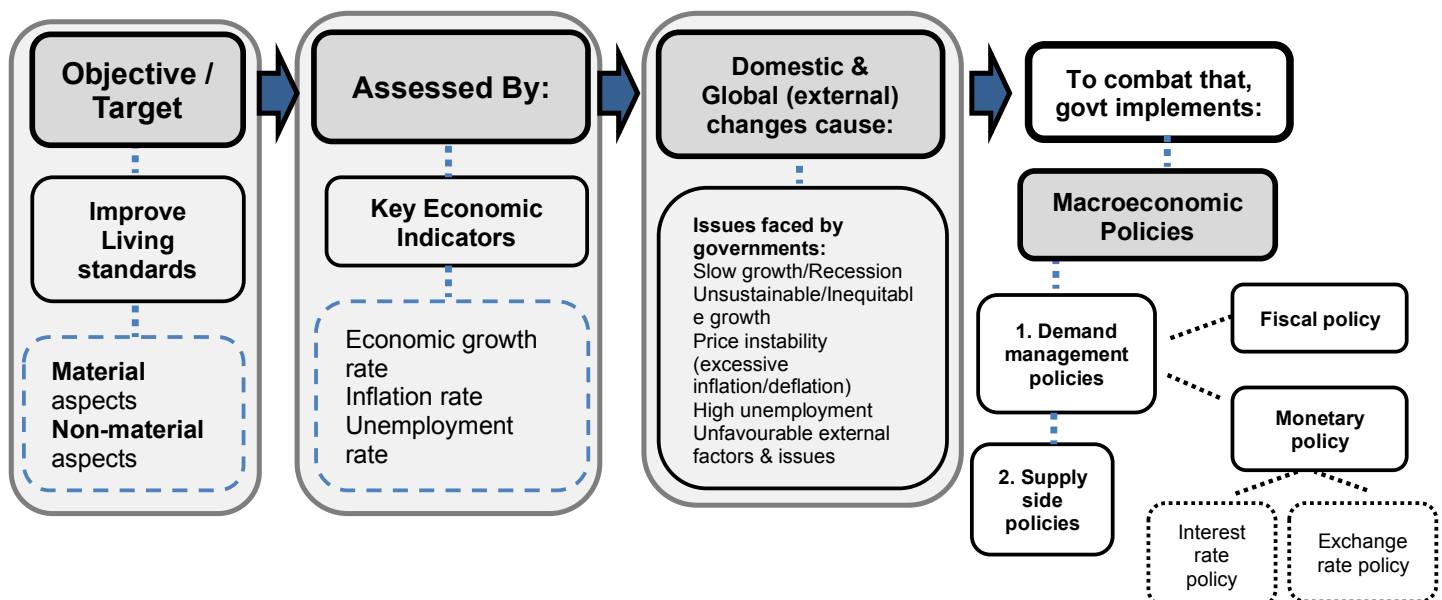 Objective /
Target
Improve
Living
standards
Material
aspects
Non-material
aspects
Assessed By:
Key Economic
Indicators
Economic growth
rate
Inflation rate
Unemployment
rate
Domestic &
Global (external)
changes cause:
Issues faced by
governments:
Slow growth/Recession
Unsustainable/Inequitabl
e growth
Price instability
(excessive
inflation/deflation)
High unemployment
Unfavourable external
factors & issues
To combat that,
govt implements:
Macroeconomic
Policies
1. Demand
management
policies
2. Supply
side
policies
Fiscal policy
Monetary
policy
Interest
rate
policy
Exchange
rate policy